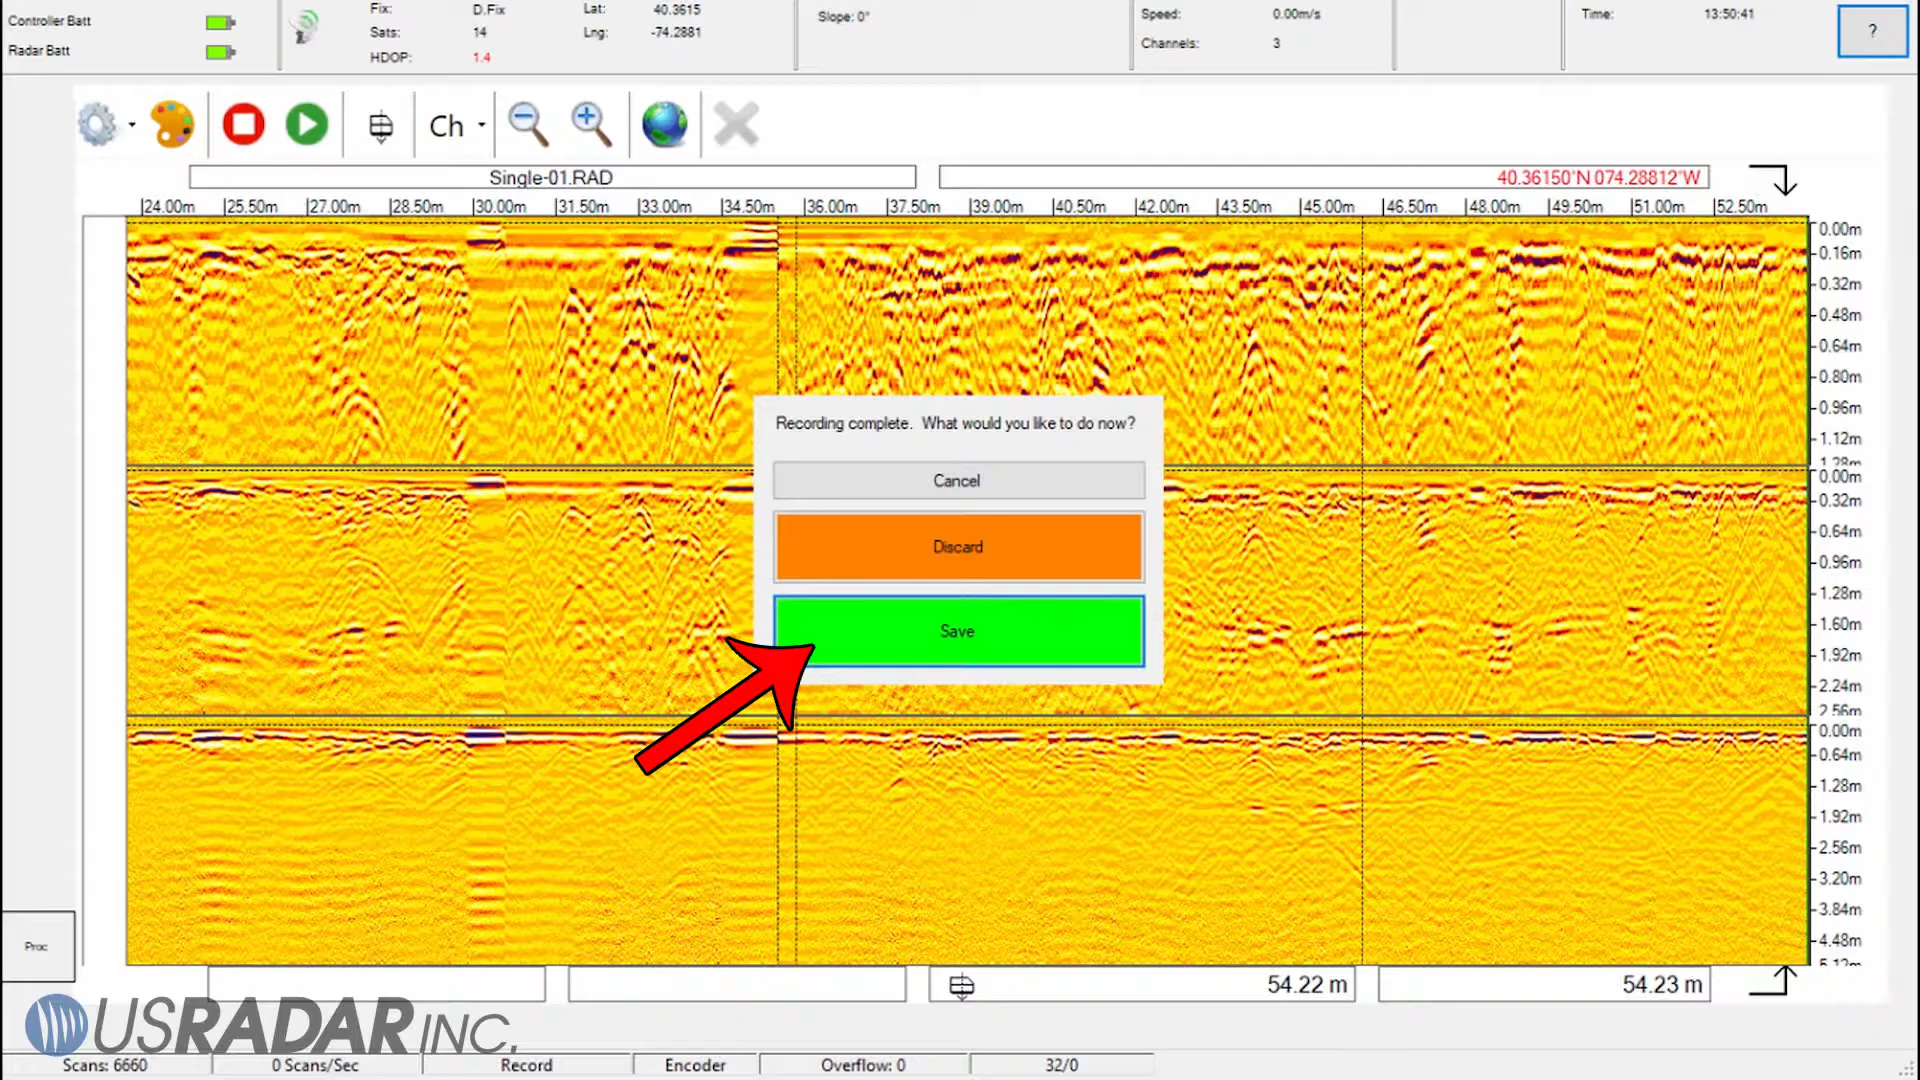 Controller Batt
Radar Batt
Fix: D.Fix Lat: 40.3615
Sats: 14 Lng: -74.2881
HDOP: 1.4
Slope: 0°
Speed: 0.00m/s
Channels: 3
Time: 13:50:41
?
Ch
Single-01.RAD
40.36150'N 074.28812'W
24.00m 25.50m 27.00m 28.50m 30.00m 31.50m 33.00m 34.50m 36.00m 37.50m 39.00m 40.50m 42.00m 43.50m 45.00m 46.50m 48.00m 49.50m 51.00m 52.50m
0.00m
0.16m
0.32m
0.48m
0.64m
0.80m
0.96m
1.12m
1.28m
0.00m
0.32m
0.64m
0.96m
1.28m
1.60m
1.92m
2.24m
2.56m
0.00m
0.64m
1.28m
1.92m
2.56m
3.20m
3.84m
4.48m
5.12m
Recording complete.  What would you like to do now?
Cancel
Discard
Save
Proc
54.22 m
54.23 m
USRADAR INC.
Scans: 6660
0 Scans/Sec
Record
Encoder
Overflow: 0
32/0